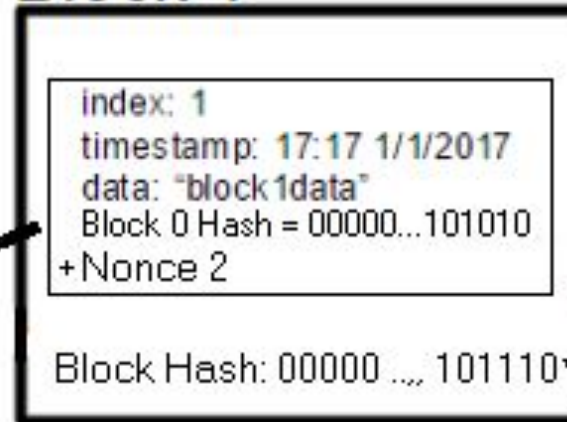 index: 1
timestamp: 17:17 1/1/2017
data: "block1data"
Block 0 Hash = 00000...101010
+Nonce 2
Block Hash: 00000 ..,, 101110